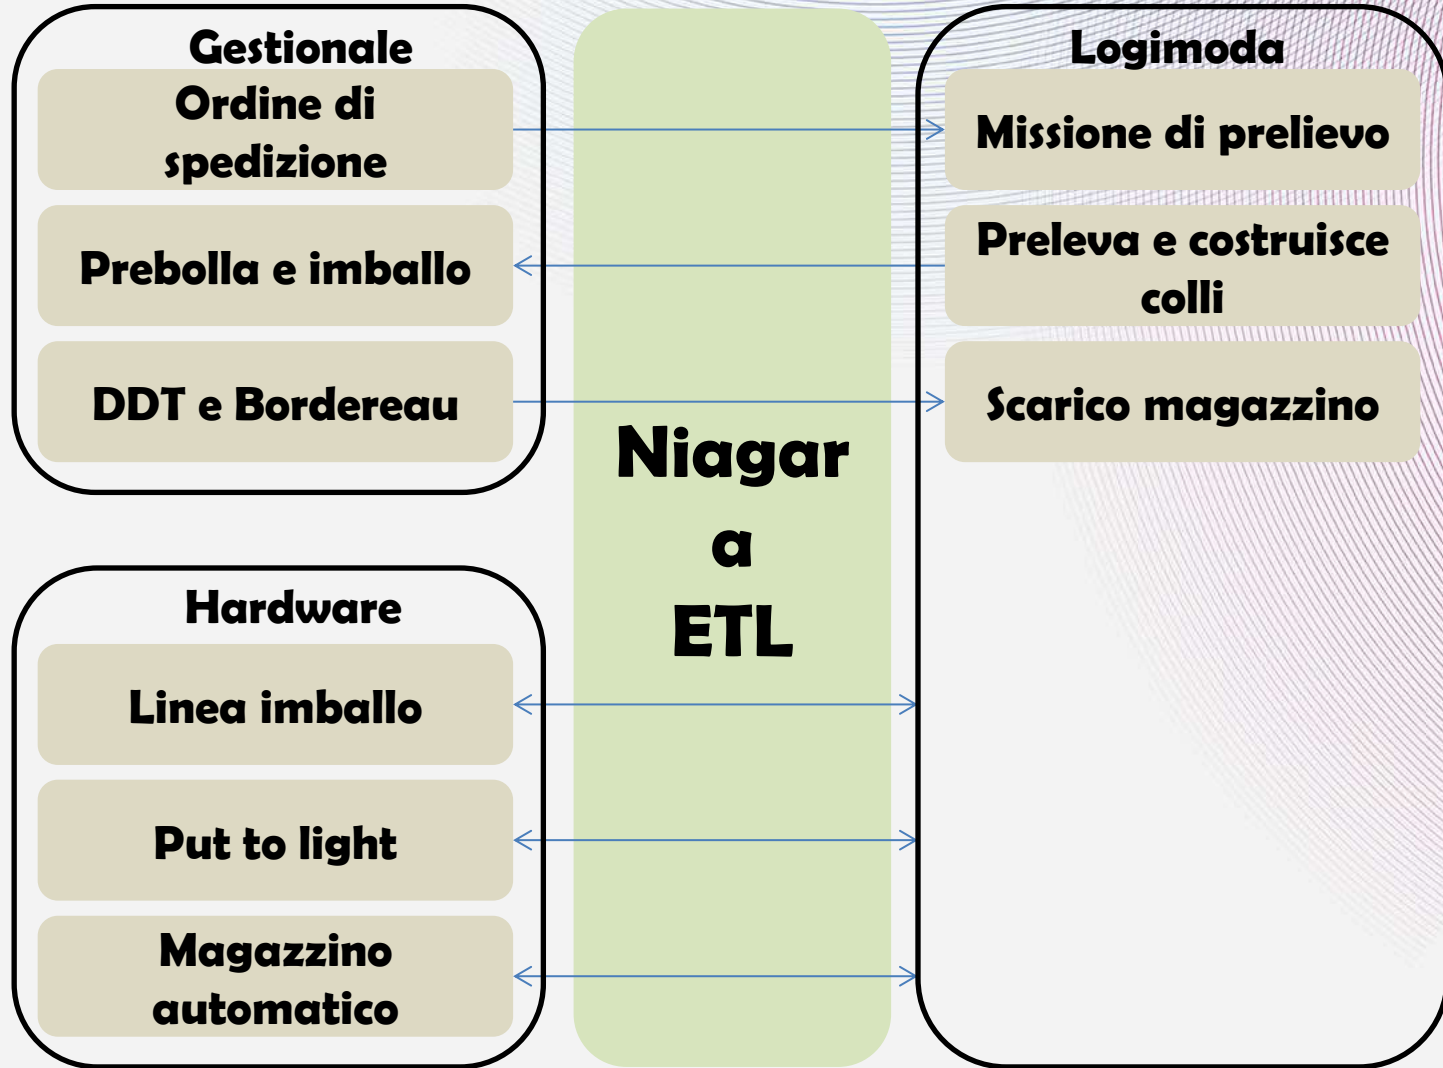 Gestionale
Ordine di
spedizione
Prebolla e imballo
DDT e Bordereau
Hardware
Linea imballo
Put to light
Magazzino
automatico
Niagar
a
ETL
Logimoda
Missione di prelievo
Preleva e costruisce
colli
Scarico magazzino